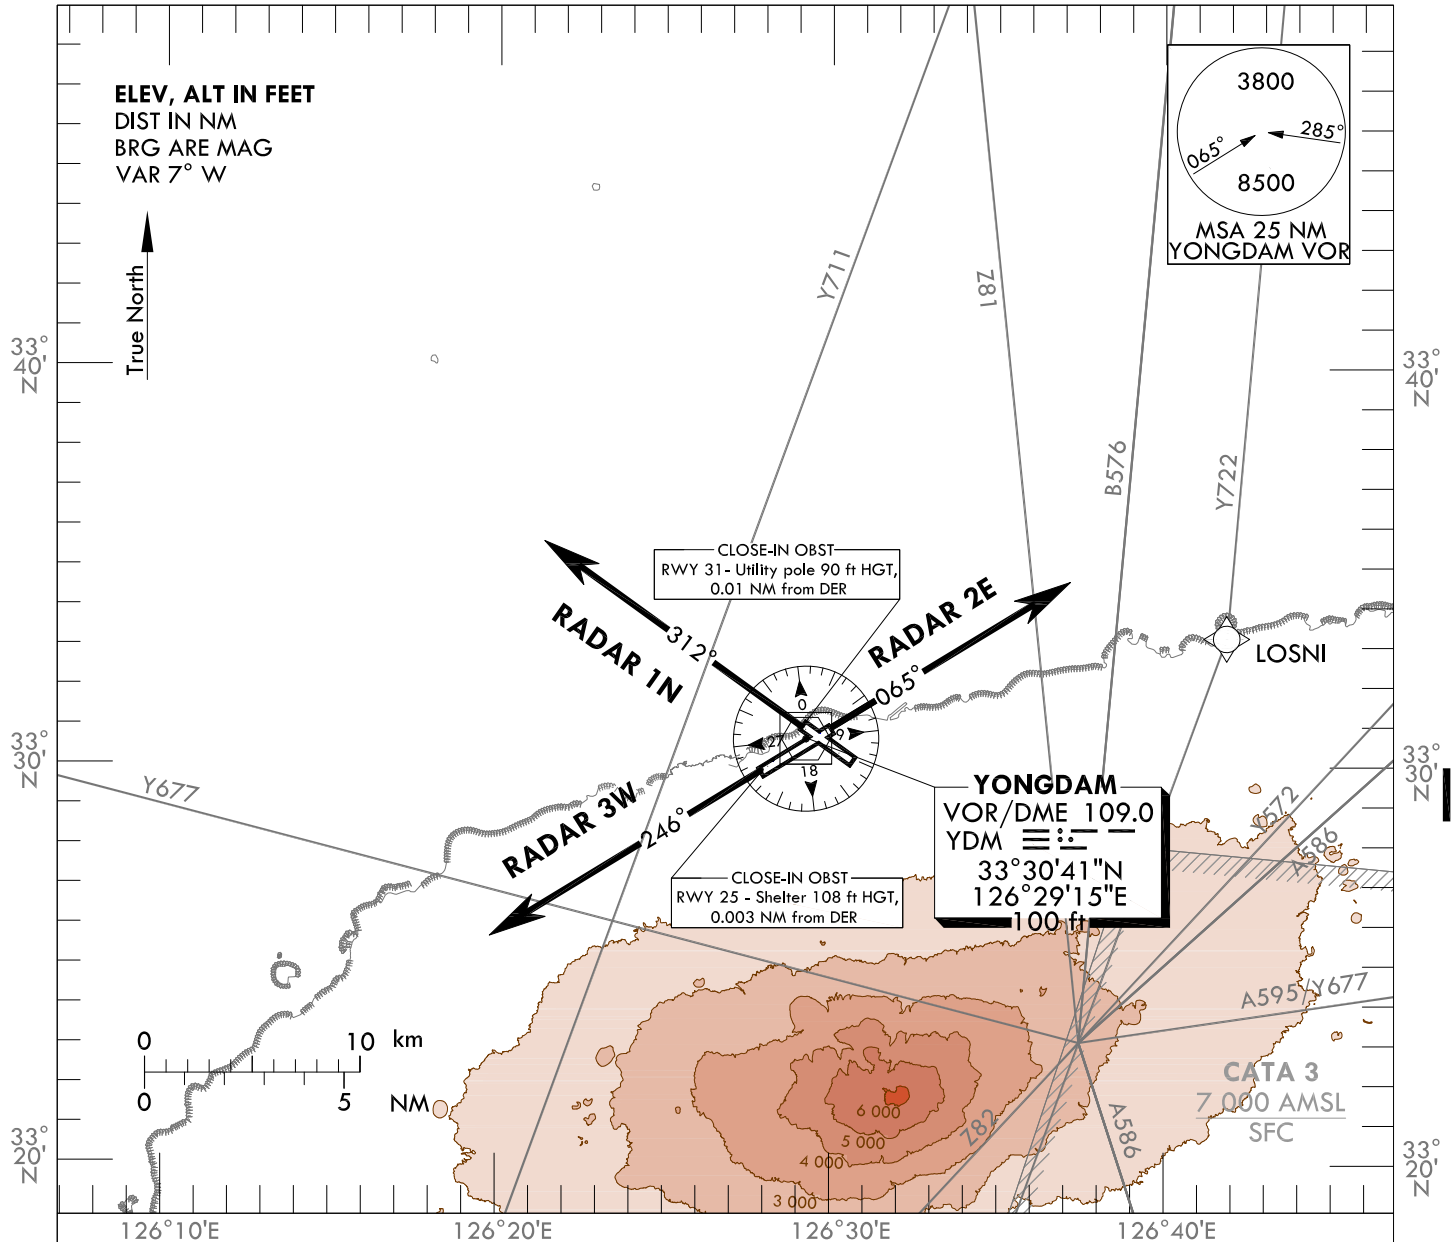 ELEV, ALT IN FEET
DIST IN NM
BRG ARE MAG
VAR 7° W
True North
3800
285°
065°
8500
MSA 25 NM
YONGDAM VOR
Y711
Z81
B576
Y722
33°
40'
N
33°
40'
N
CLOSE-IN OBST
RWY 31- Utility pole 90 ft HGT,
0.01 NM from DER
RADAR 2E
065°
RADAR 1N
312°
LOSNI
0
9
18
27
33°
30'
N
33°
30'
N
Y677
RADAR 3W
246°
YONGDAM
VOR/DME 109.0
YDM
33°30'41"N
126°29'15"E
100 ft
Y572
A586
CLOSE-IN OBST
RWY 25 - Shelter 108 ft HGT,
0.003 NM from DER
A595/Y677
0 10 km
0 5 NM
CATA 3
7 000 AMSL
SFC
6 000
5 000
4 000
3 000
Z82
A586
33°
20'
N
33°
20'
N
126°10'E
126°20'E
126°30'E
126°40'E